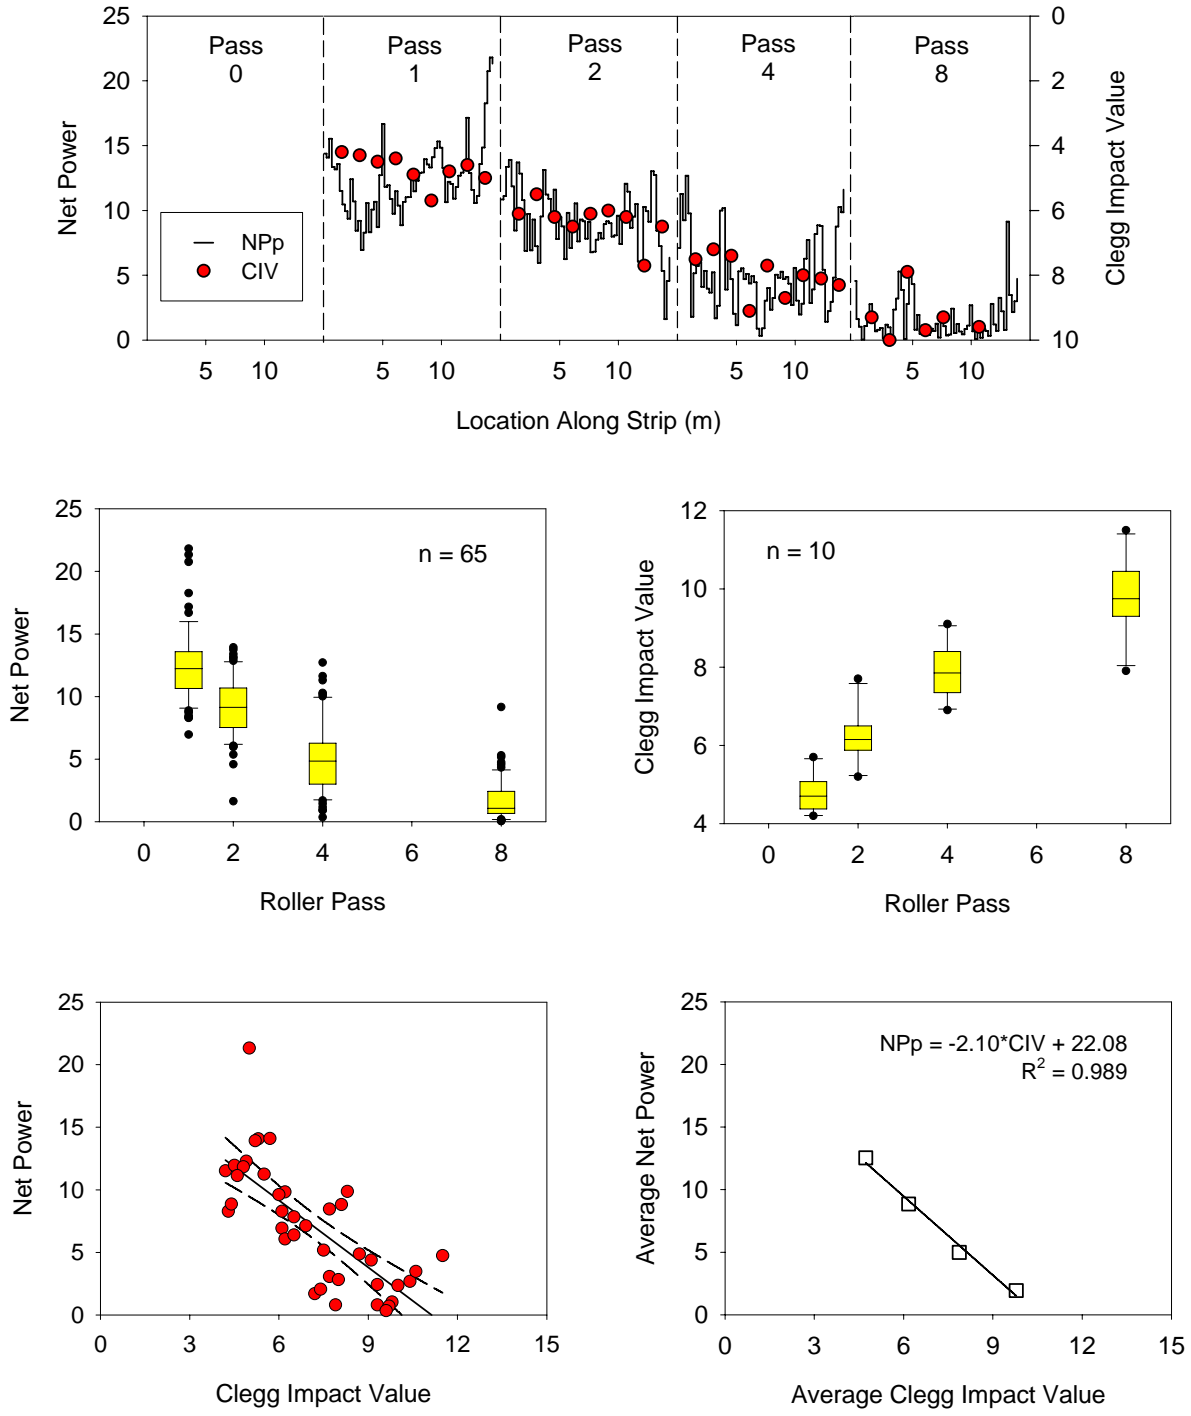 25
20
15
10
5
0
Net Power
Pass
0
Pass
1
Pass
2
Pass
4
Pass
8
NPp
CIV
0
2
4
6
8
10
Clegg Impact Value
5 10 5 10 5 10 5 10 5 10
Location Along Strip (m)
25
20
15
10
5
0
Net Power
n = 65
0 2 4 6 8
Roller Pass
12
10
8
6
4
Clegg Impact Value
n = 10
0 2 4 6 8
Roller Pass
25
20
15
10
5
0
Net Power
0 3 6 9 12 15
Clegg Impact Value
25
20
15
10
5
0
Average Net Power
NPp = -2.10*CIV + 22.08
R² = 0.989
0 3 6 9 12 15
Average Clegg Impact Value